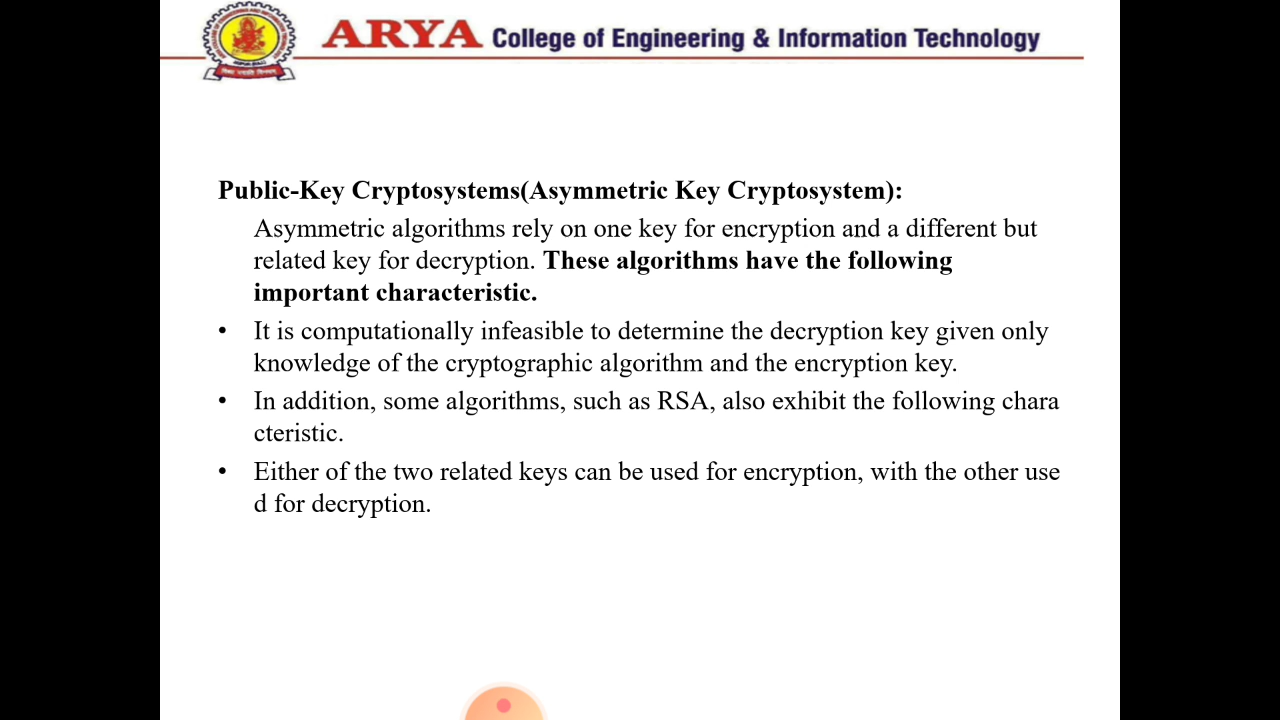 ARYA College of Engineering & Information Technology
Public-Key Cryptosystems(Asymmetric Key Cryptosystem):
Asymmetric algorithms rely on one key for encryption and a different but
related key for decryption. These algorithms have the following
important characteristic.
• It is computationally infeasible to determine the decryption key given only
knowledge of the cryptographic algorithm and the encryption key.
• In addition, some algorithms, such as RSA, also exhibit the following chara
cteristic.
• Either of the two related keys can be used for encryption, with the other use
d for decryption.